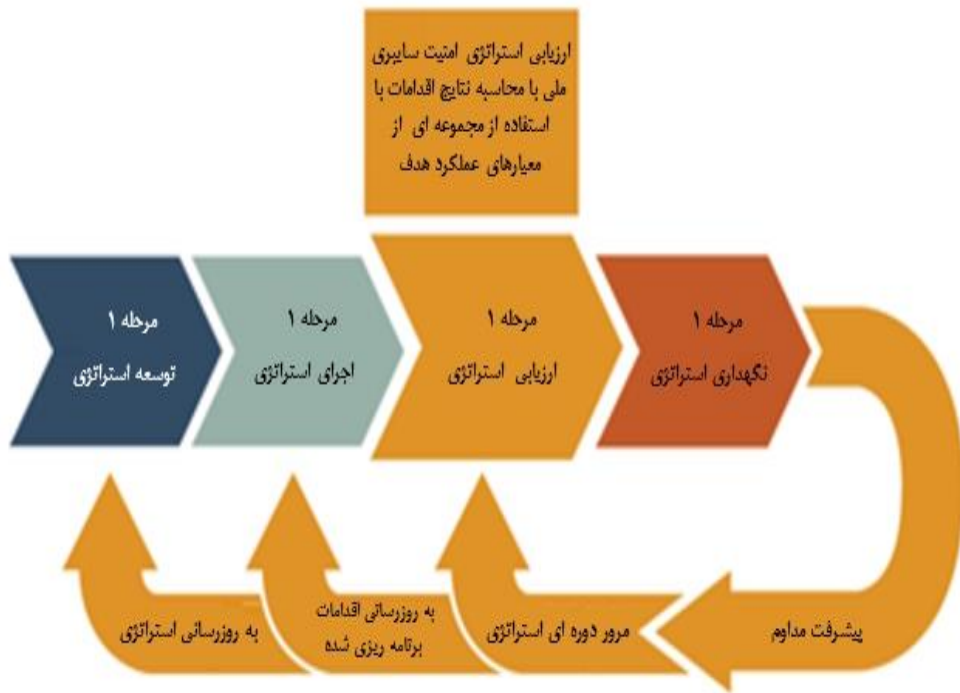 ارزیابی استراتژی امنیت سایبری
ملی با محاسبه نتایج اقدامات با
استفاده از مجموعه ای از
معیارهای عملکرد هدف
مرحله ۱
توسعه استراتژی
مرحله ۱
اجرای استراتژی
مرحله ۱
ارزیابی استراتژی
مرحله ۱
نگهداری استراتژی
پیشرفت مداوم
مرور دوره ای استراتژی
به روزرسانی اقدامات
برنامه ریزی شده
به روزرسانی استراتژی